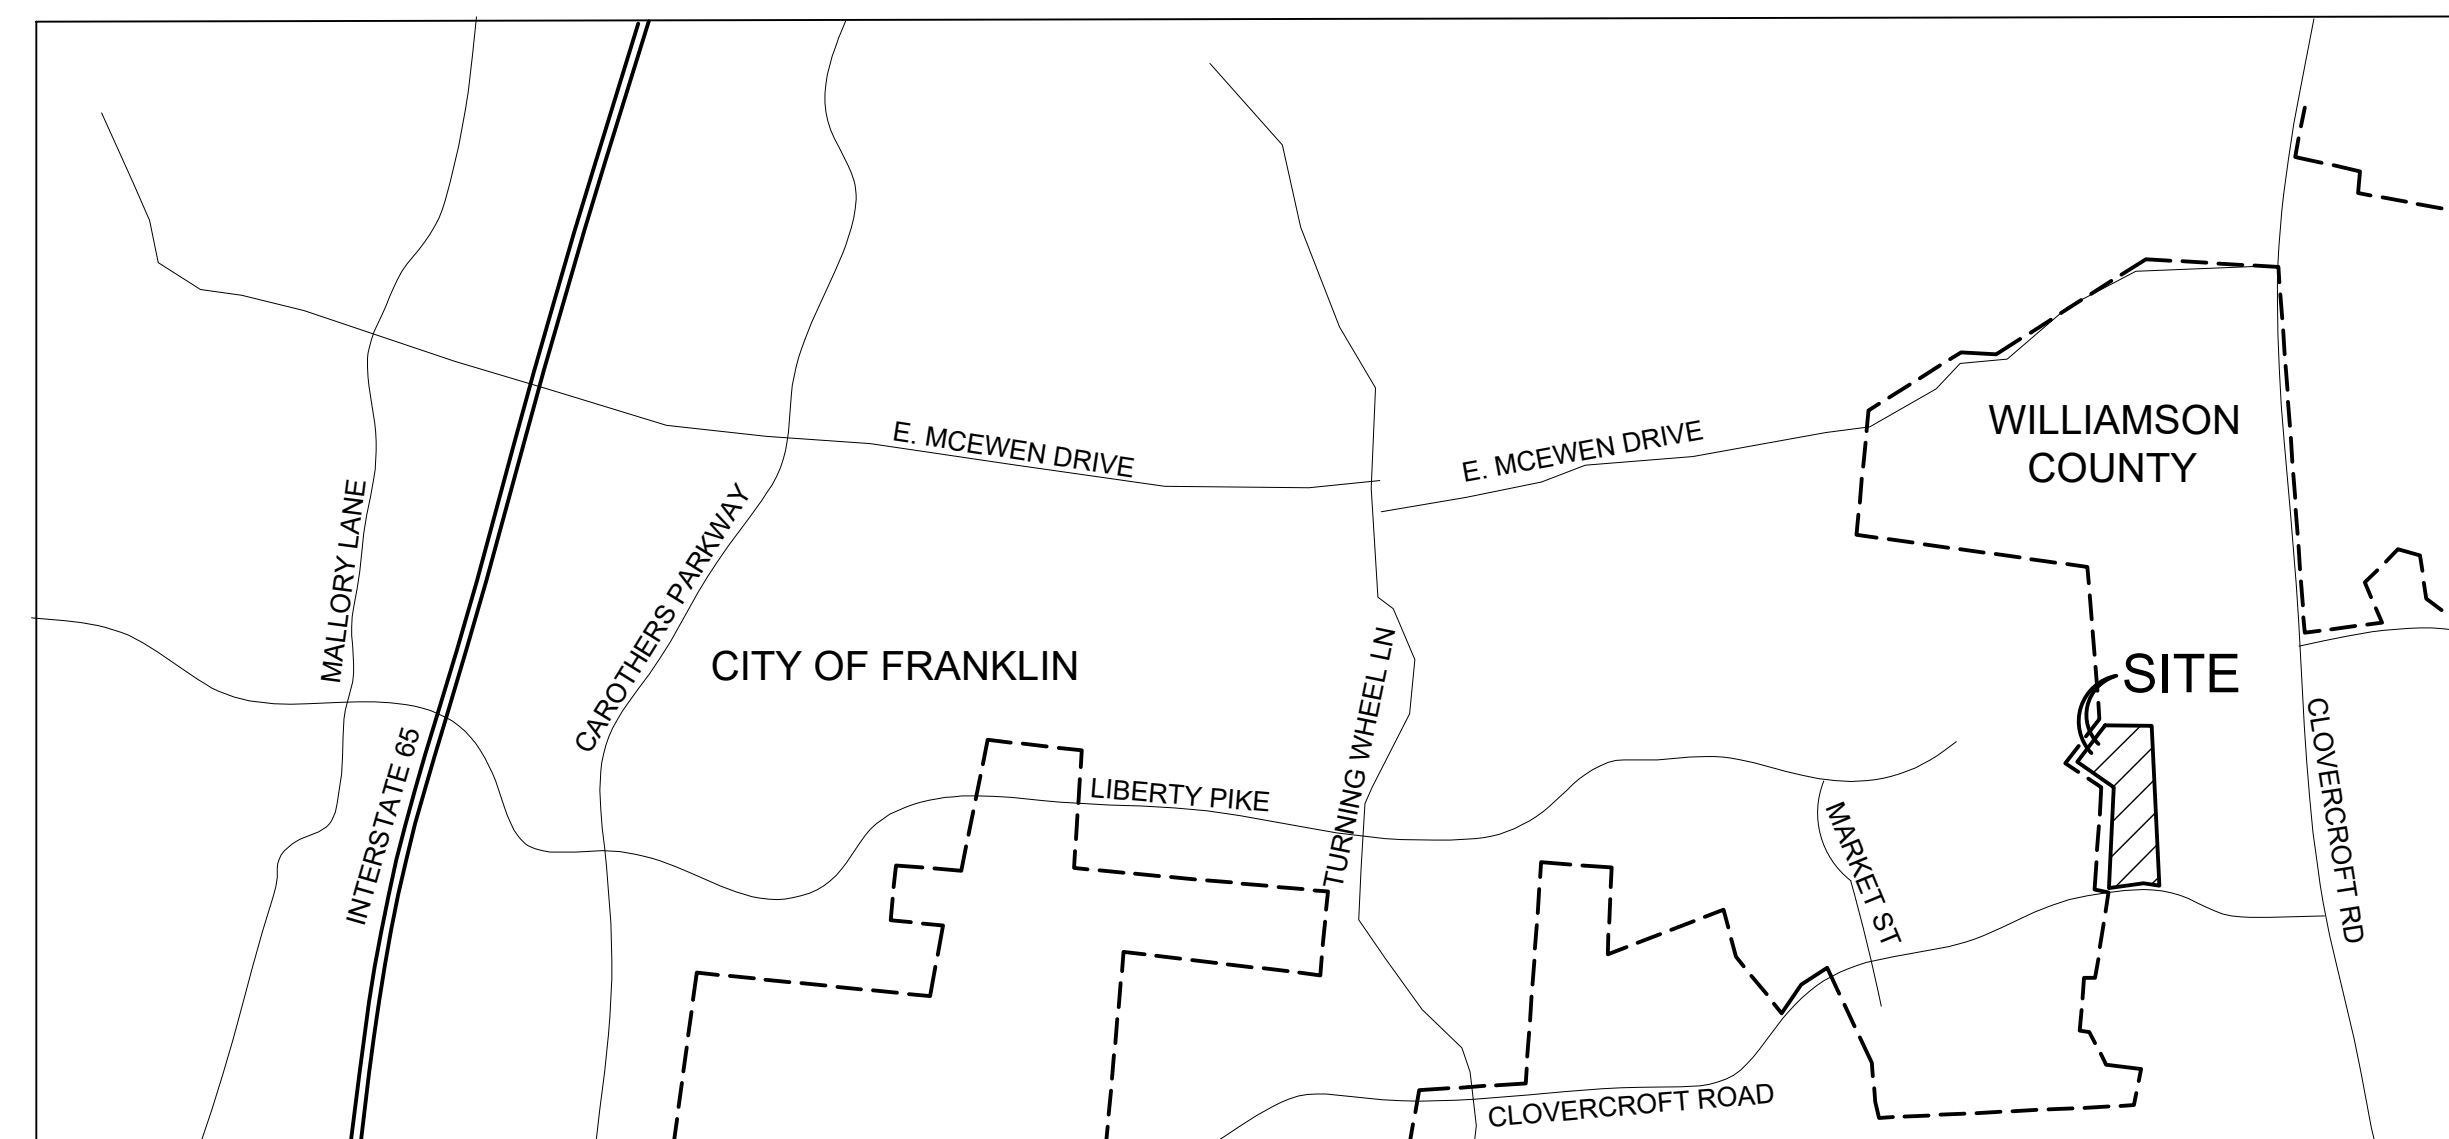 E. MCEWEN DRIVE
E. MCEWEN DRIVE
WILLIAMSON
COUNTY
MALLORY LANE
CAROTHERS PARKWAY
CITY OF FRANKLIN
SITE
TURNING WHEEL LN
INTERSTATE 65
LIBERTY PIKE
MARKET ST
CLOVERCROFT RD
CLOVERCROFT ROAD